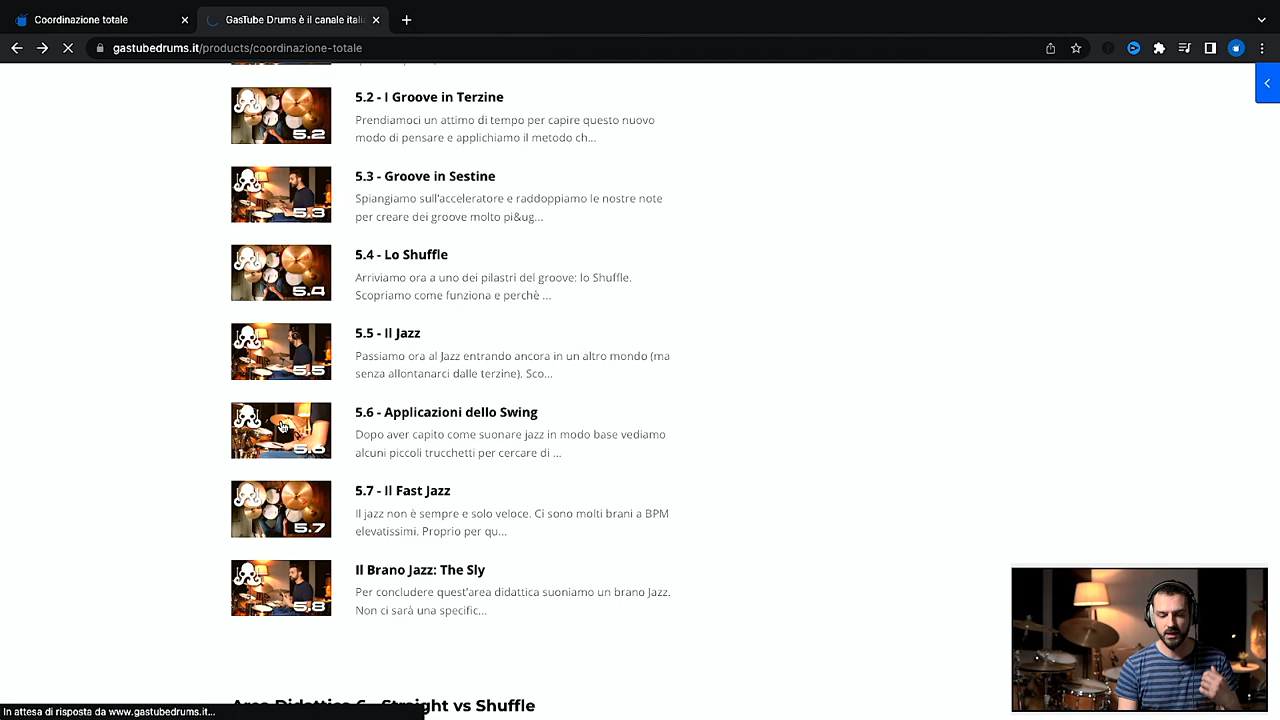 Coordinazione totale
GasTube Drums è il canale itali
gastubedrums.it/products/coordinazione-totale
5.2 - I Groove in Terzine
Prendiamoci un attimo di tempo per capire questo nuovo
modo di pensare e applichiamo il metodo ch...
5.2
5.3 - Groove in Sestine
Spingiamo sull'acceleratore e raddoppiamo le nostre note
per creare dei groove molto pi&ug...
5.3
5.4 - Lo Shuffle
Arriviamo ora a uno dei pilastri del groove: lo Shuffle.
Scopriamo come funziona e perchè ...
5.4
5.5 - Il Jazz
Passiamo ora al Jazz entrando ancora in un altro mondo (ma
senza allontanarci dalle terzine). Sco...
5.5
5.6 - Applicazioni dello Swing
Dopo aver capito come suonare jazz in modo base vediamo
alcuni piccoli trucchetti per cercare di ...
5.6
5.7 - Il Fast Jazz
Il jazz non è sempre e solo veloce. Ci sono molti brani a BPM
elevatissimi. Proprio per qu...
5.7
Il Brano Jazz: The Sly
Per concludere quest'area didattica suoniamo un brano Jazz.
Non ci sarà una specific...
5.8
Area Didattica 6 - Straight vs Shuffle
In attesa di risposta da www.gastubedrums.it...